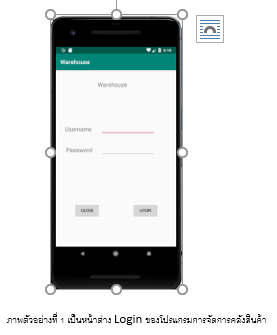 4:16
Warehouse
Warehouse
Username
Password
CLOSE
LOGIN
ภาพตัวอย่างที่ 1 เป็นหน้าต่าง Login ของโปรแกรมการจัดการคลังสินค้า